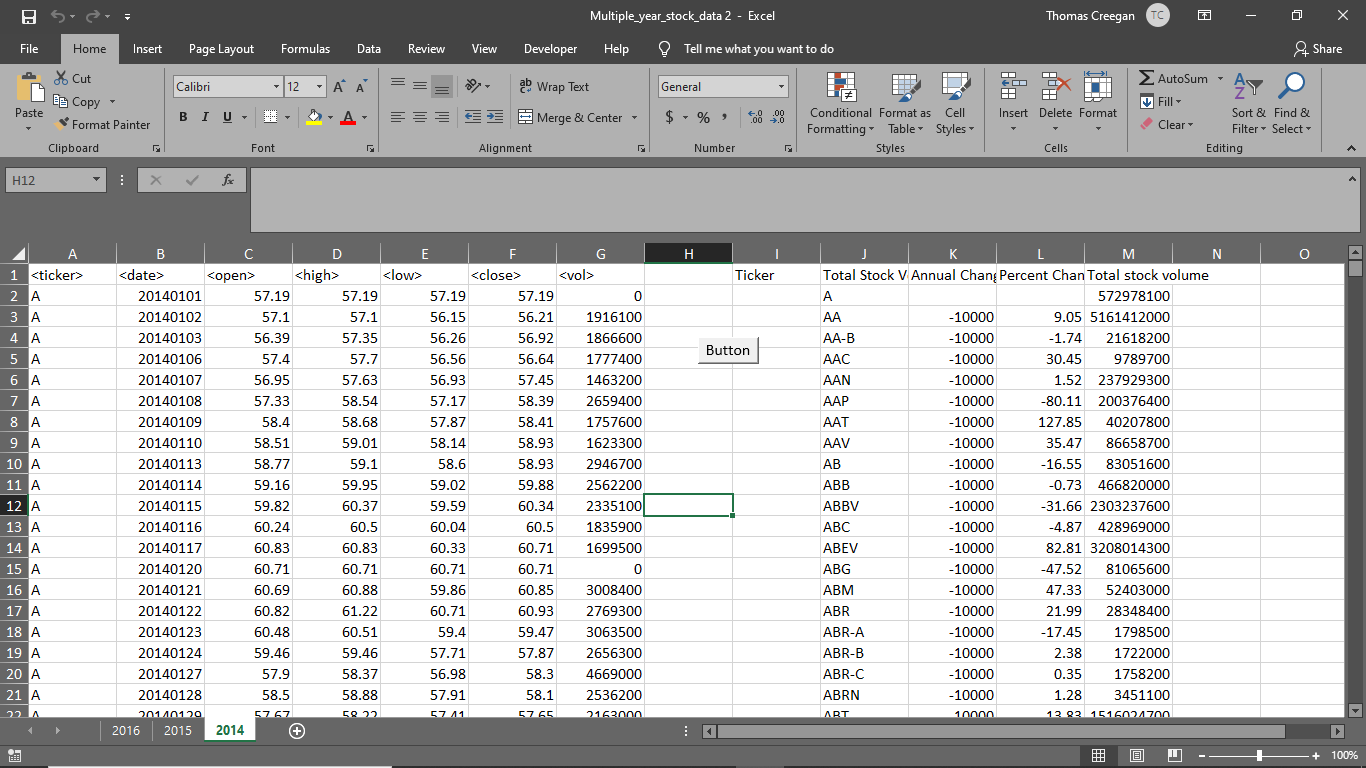 Multiple_year_stock_data 2 - Excel
Thomas Creegan TC
File Home Insert Page Layout Formulas Data Review View Developer Help Tell me what you want to do Share
Cut
Copy
Format Painter
Paste
Clipboard
Calibri 12 A A
B I U A
Font
ab Wrap Text
Merge & Center
Alignment
General
$ % ,
Number
Conditional Formatting
Format as Table
Cell Styles
Styles
Insert Delete Format
Cells
AutoSum
Fill
Clear
Sort & Filter
Find & Select
Editing
H12 fx
A B C D E F G H I J K L M N O
1 <ticker> <date> <open> <high> <low> <close> <vol> Ticker Total Stock V Annual Chang Percent Chan Total stock volume
2 A 20140101 57.19 57.19 57.19 57.19 0 A 572978100
3 A 20140102 57.1 57.1 56.15 56.21 1916100 AA -10000 9.05 5161412000
4 A 20140103 56.39 57.35 56.26 56.92 1866600 AA-B -10000 -1.74 21618200
Button
5 A 20140106 57.4 57.7 56.56 56.64 1777400 AAC -10000 30.45 9789700
6 A 20140107 56.95 57.63 56.93 57.45 1463200 AAN -10000 1.52 237929300
7 A 20140108 57.33 58.54 57.17 58.39 2659400 AAP -10000 -80.11 200376400
8 A 20140109 58.4 58.68 57.87 58.41 1757600 AAT -10000 127.85 40207800
9 A 20140110 58.51 59.01 58.14 58.93 1623300 AAV -10000 35.47 86658700
10 A 20140113 58.77 59.1 58.6 58.93 2946700 AB -10000 -16.55 83051600
11 A 20140114 59.16 59.95 59.02 59.88 2562200 ABB -10000 -0.73 466820000
12 A 20140115 59.82 60.37 59.59 60.34 2335100 ABBV -10000 -31.66 2303237600
13 A 20140116 60.24 60.5 60.04 60.5 1835900 ABC -10000 -4.87 428969000
14 A 20140117 60.83 60.83 60.33 60.71 1699500 ABEV -10000 82.81 3208014300
15 A 20140120 60.71 60.71 60.71 60.71 0 ABG -10000 -47.52 81065600
16 A 20140121 60.69 60.88 59.86 60.85 3008400 ABM -10000 47.33 52403000
17 A 20140122 60.82 61.22 60.71 60.93 2769300 ABR -10000 21.99 28348400
18 A 20140123 60.48 60.51 59.4 59.47 3063500 ABR-A -10000 -17.45 1798500
19 A 20140124 59.46 59.46 57.71 57.87 2656300 ABR-B -10000 2.38 1722000
20 A 20140127 57.9 58.37 56.98 58.3 4669000 ABR-C -10000 0.35 1758200
21 A 20140128 58.5 58.88 57.91 58.1 2536200 ABRN -10000 1.28 3451100
22 A 20140129 57.67 58.22 57.41 57.65 2163000 ABT -10000 13.83 1516024700
2016 2015 2014
100%